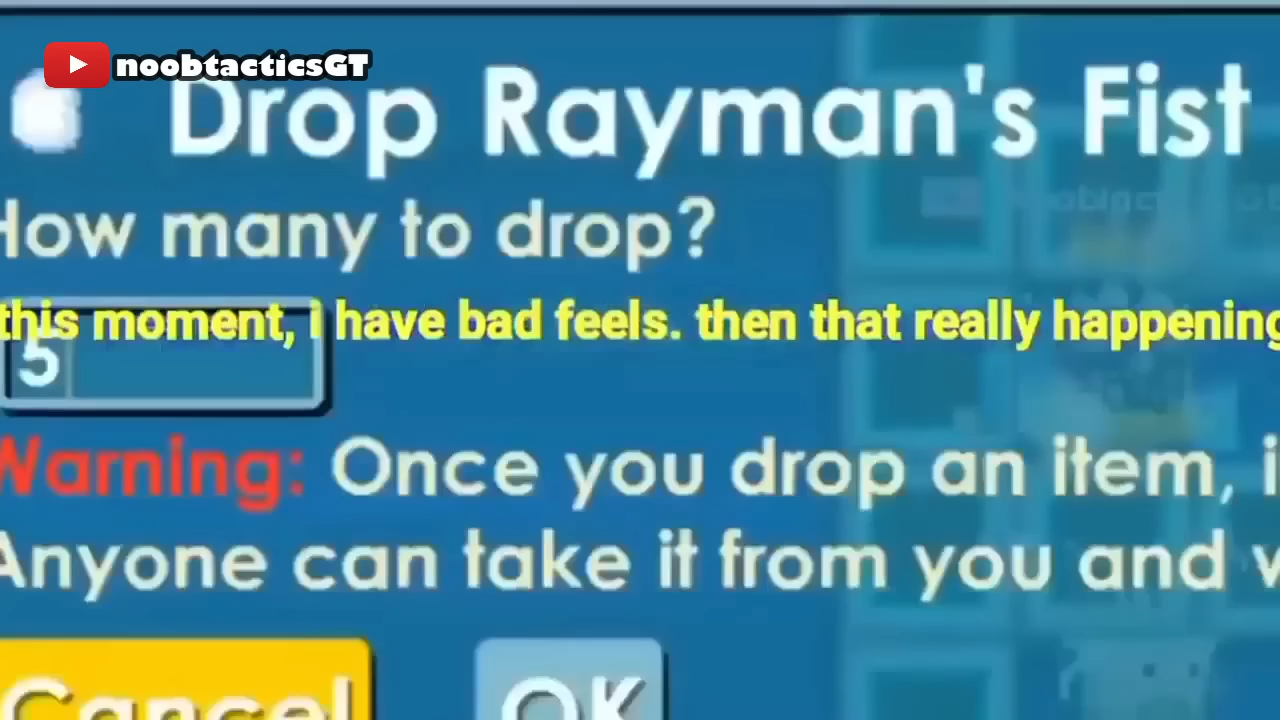 noobtacticsGT
Drop Rayman's Fist
How many to drop?
this moment, i have bad feels. then that really happening
5
Warning: Once you drop an item, i
Anyone can take it from you and
Cancel
OK